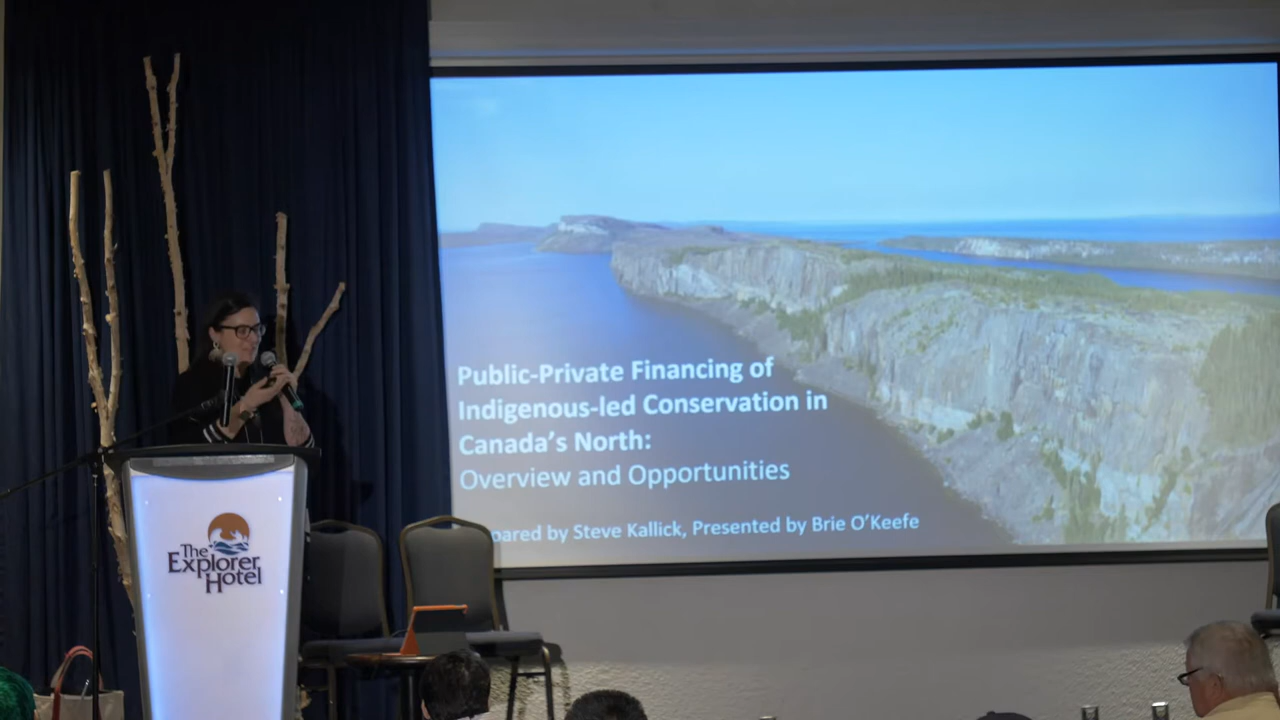 Public-Private Financing of
Indigenous-led Conservation in
Canada's North:
Overview and Opportunities
by Steve Kallick, Presented by Brie O'Keefe
The
Explorer
Hotel